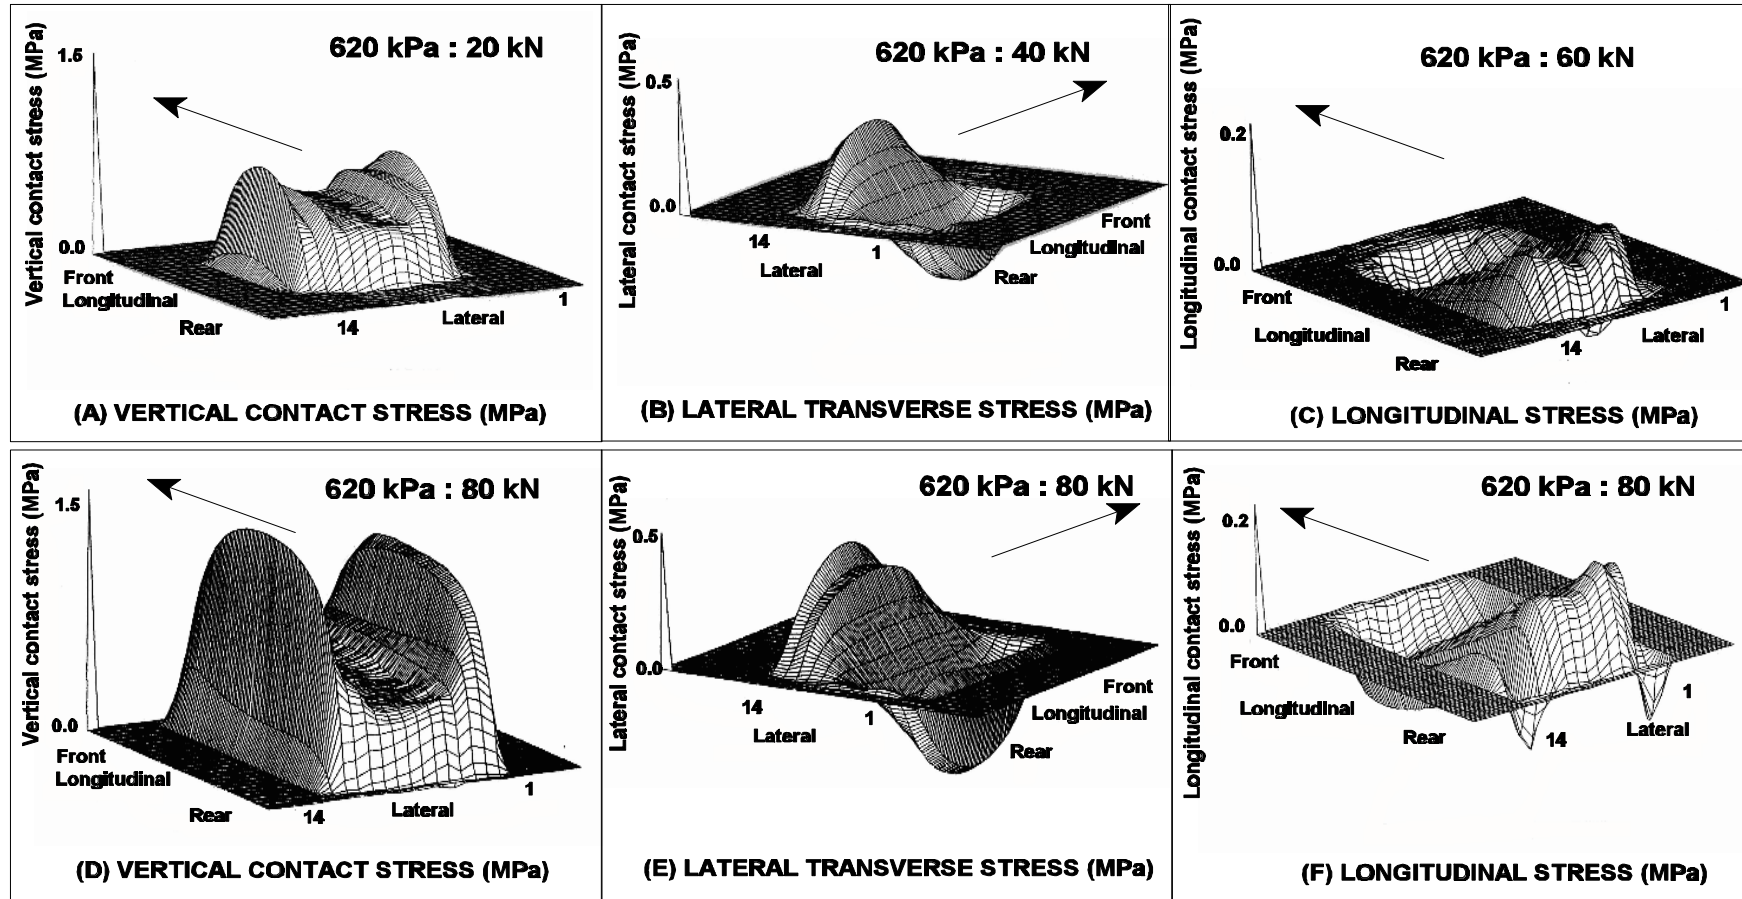 Vertical contact stress (MPa)
1.5
0.0
620 kPa : 20 kN
Front
Longitudinal
Rear
14
Lateral
1
(A) VERTICAL CONTACT STRESS (MPa)
Lateral contact stress (MPa)
0.5
0.0
620 kPa : 40 kN
14
Lateral
1
Front
Longitudinal
Rear
(B) LATERAL TRANSVERSE STRESS (MPa)
Longitudinal contact stress (MPa)
0.2
0.0
620 kPa : 60 kN
Front
Longitudinal
Rear
14
Lateral
1
(C) LONGITUDINAL STRESS (MPa)
Vertical contact stress (MPa)
1.5
0.0
620 kPa : 80 kN
Front
Longitudinal
Rear
14
Lateral
1
(D) VERTICAL CONTACT STRESS (MPa)
Lateral contact stress (MPa)
0.5
0.0
620 kPa : 80 kN
14
Lateral
1
Front
Longitudinal
Rear
(E) LATERAL TRANSVERSE STRESS (MPa)
Longitudinal contact stress (MPa)
0.2
0.0
620 kPa : 80 kN
Front
Longitudinal
Rear
14
Lateral
1
(F) LONGITUDINAL STRESS (MPa)